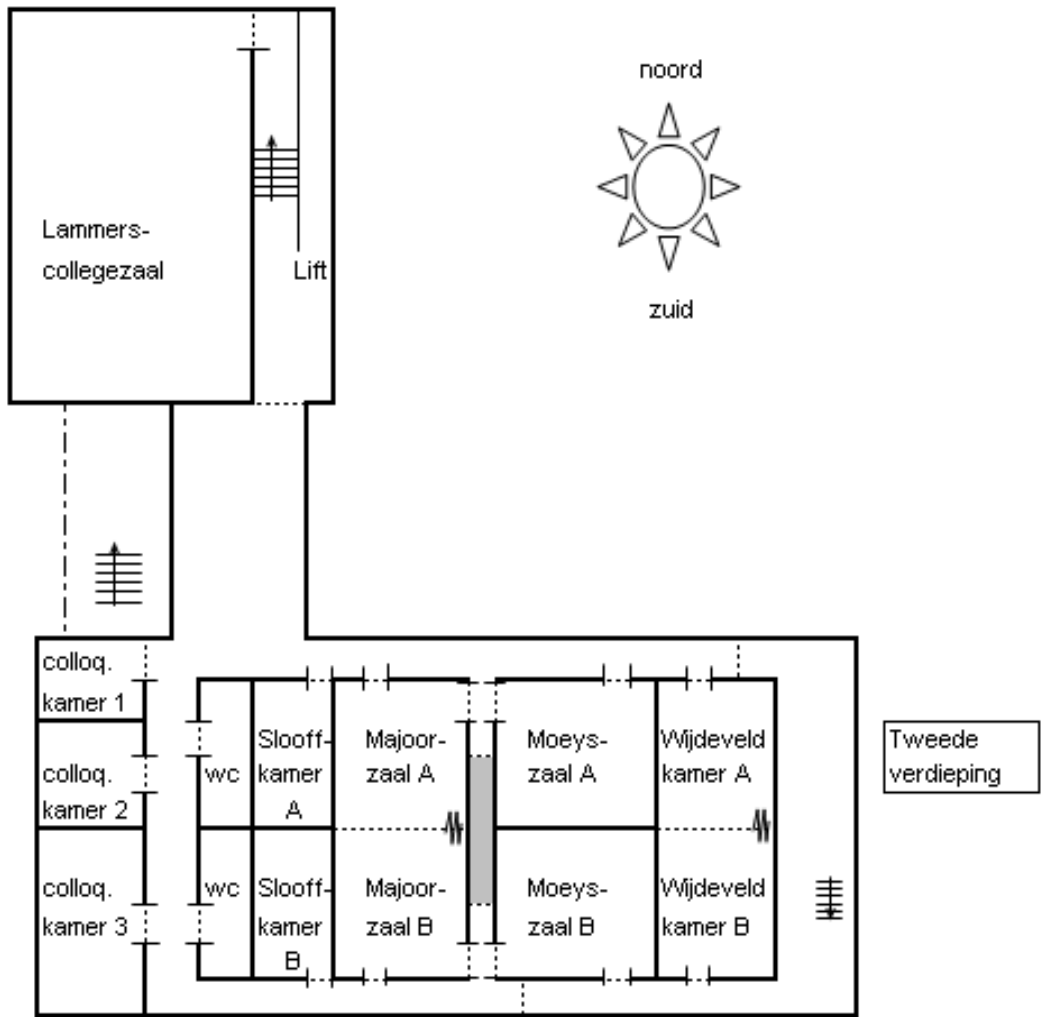 noord
zuid
Lammers-
collegezaal
Lift
colloq.
kamer 1
colloq.
kamer 2
colloq.
kamer 3
wc
Slooff-
kamer
A
Majoor-
zaal A
Moeys-
zaal A
Wijdeveld
kamer A
wc
Slooff-
kamer
B
Majoor-
zaal B
Moeys-
zaal B
Wijdeveld
kamer B
Tweede
verdieping